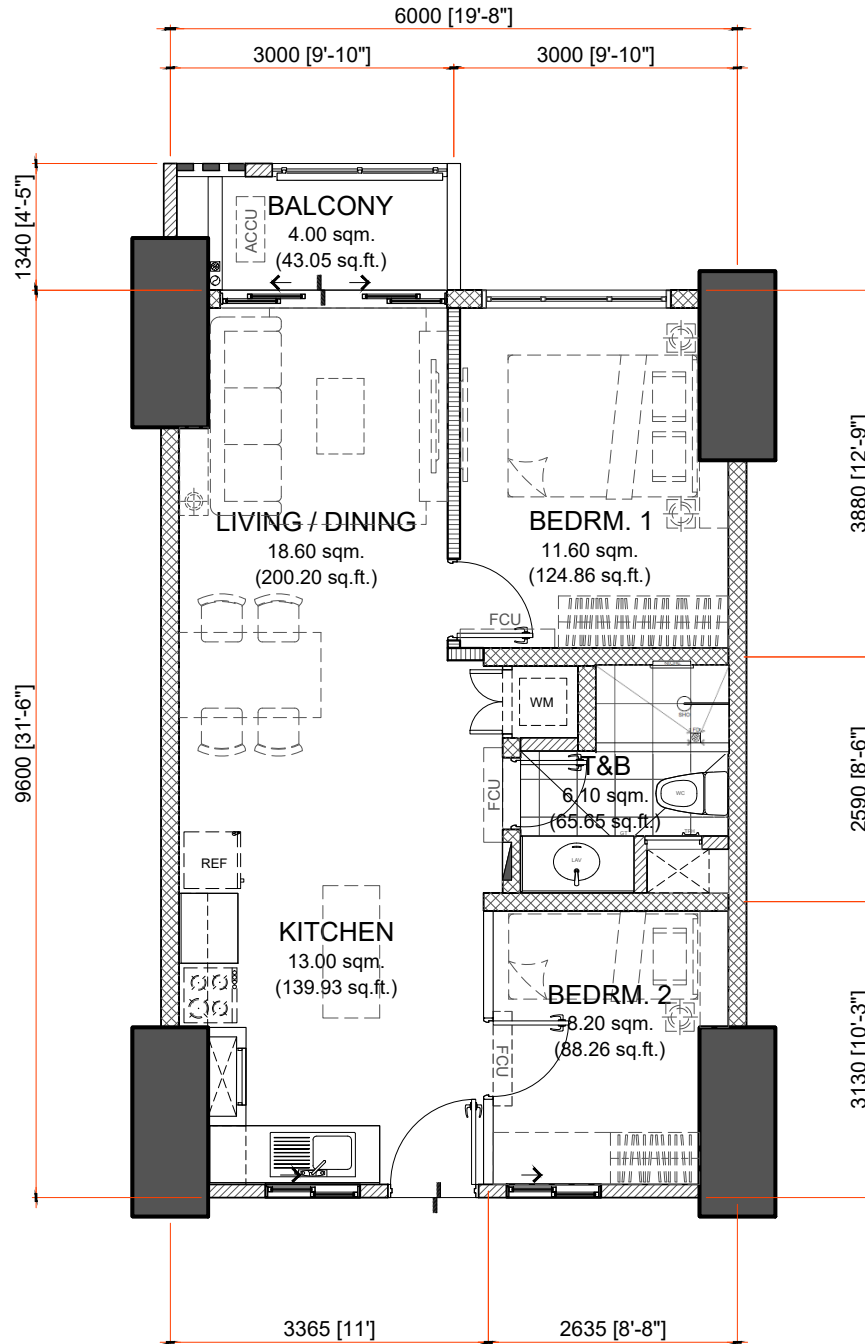 6000 [19'-8"]
3000 [9'-10"]
3000 [9'-10"]
1340 [4'-5"]
BALCONY
4.00 sqm.
(43.05 sq.ft.)
ACCU
LIVING / DINING
18.60 sqm.
(200.20 sq.ft.)
BEDRM. 1
11.60 sqm.
(124.86 sq.ft.)
3880 [12'-9"]
FCU
9600 [31'-6"]
WM
SHO
T&B
6.10 sqm.
(65.65 sq.ft.)
WC
FCU
2590 [8'-6"]
REF
LAV
KITCHEN
13.00 sqm.
(139.93 sq.ft.)
BEDRM. 2
8.20 sqm.
(88.26 sq.ft.)
FCU
3130 [10'-3"]
3365 [11']
2635 [8'-8"]